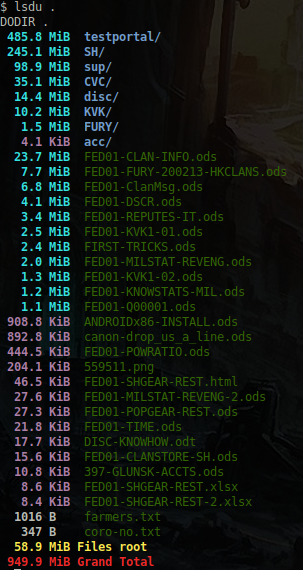 $ lsdu .
DODIR .
485.8 MiB testportal/
245.1 MiB SH/
98.9 MiB sup/
35.1 MiB CVC/
14.4 MiB disc/
10.2 MiB KVK/
1.5 MiB FURY/
4.1 KiB acc/
23.7 MiB FED01-CLAN-INFO.ods
7.7 MiB FED01-FURY-200213-HKCLANS.ods
6.8 MiB FED01-ClanMsg.ods
4.1 MiB FED01-DSCR.ods
3.4 MiB FED01-REPUTES-IT.ods
2.5 MiB FED01-KVK1-01.ods
2.4 MiB FIRST-TRICKS.ods
2.0 MiB FED01-MILSTAT-REVENG.ods
1.3 MiB FED01-KVK1-02.ods
1.2 MiB FED01-KNOWSTATS-MIL.ods
1.1 MiB FED01-Q00001.ods
908.8 KiB ANDROIDx86-INSTALL.ods
892.8 KiB canon-drop_us_a_line.ods
444.5 KiB FED01-POWRATIO.ods
204.1 KiB 559511.png
46.5 KiB FED01-SHGEAR-REST.html
27.6 KiB FED01-MILSTAT-REVENG-2.ods
27.3 KiB FED01-POPGEAR-REST.ods
21.8 KiB FED01-TIME.ods
17.7 KiB DISC-KNOWHOW.odt
15.6 KiB FED01-CLANSTORE-SH.ods
10.8 KiB 397-GLUNSK-ACCTS.ods
8.6 KiB FED01-SHGEAR-REST.xlsx
8.4 KiB FED01-SHGEAR-REST-2.xlsx
1016 B farmers.txt
347 B coro-no.txt
58.9 MiB Files root
949.9 MiB Grand Total